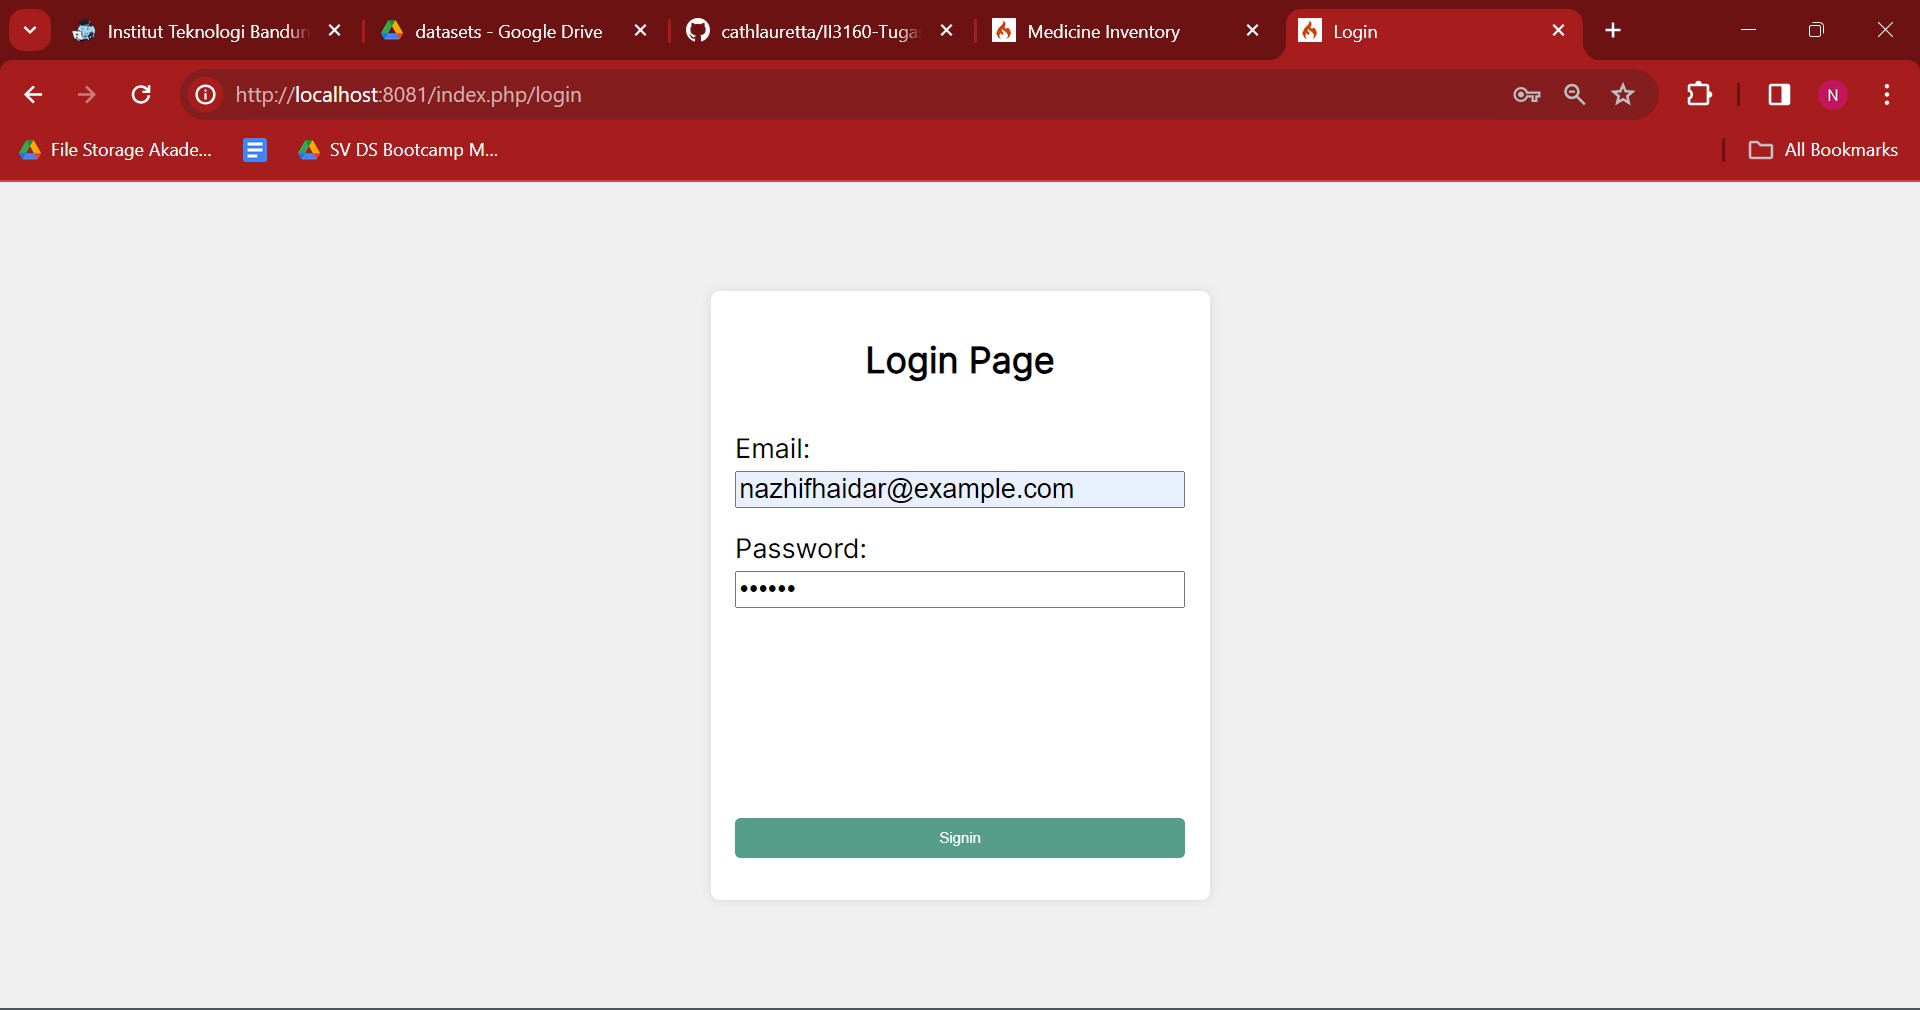 Institut Teknologi Bandun
datasets - Google Drive
cathlauretta/II3160-Tuga
Medicine Inventory
Login
http://localhost:8081/index.php/login
N
File Storage Akade...
SV DS Bootcamp M...
All Bookmarks
Login Page
Email:
nazhifhaidar@example.com
Password:
••••••
Signin